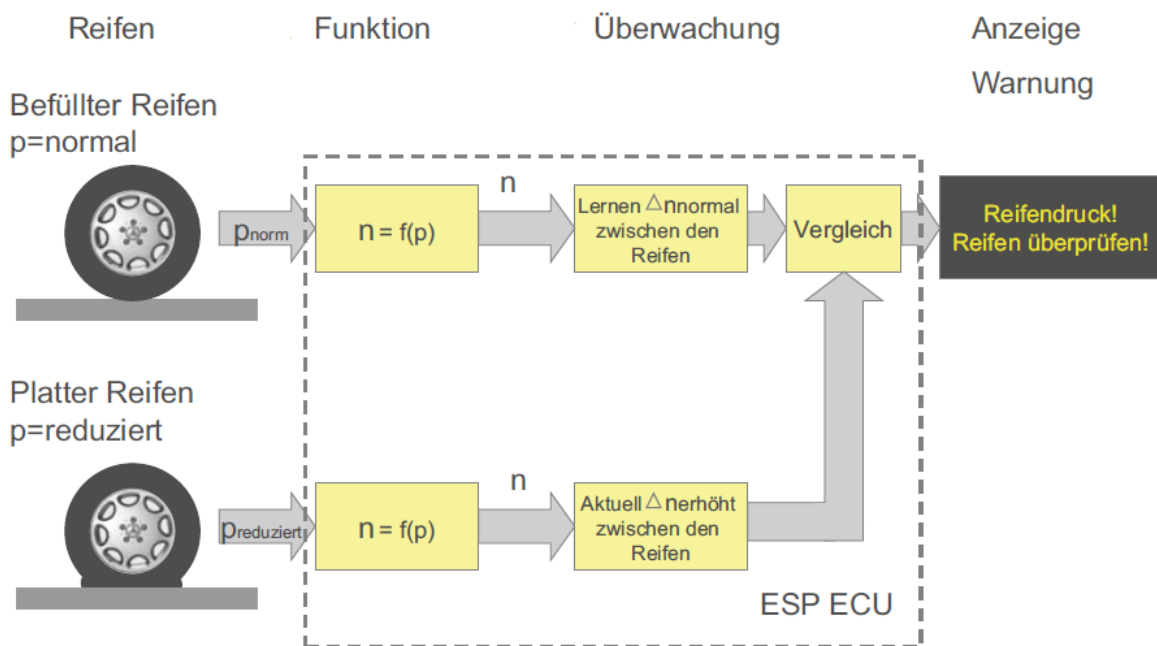 Reifen
Funktion
Überwachung
Anzeige
Warnung
Befüllter Reifen
p=normal
pnorm
n = f(p)
n
Lernen △nnormal
zwischen den
Reifen
Vergleich
Reifendruck!
Reifen überprüfen!
Platter Reifen
p=reduziert
preduziert
n = f(p)
n
Aktuell △nerhöht
zwischen den
Reifen
ESP ECU